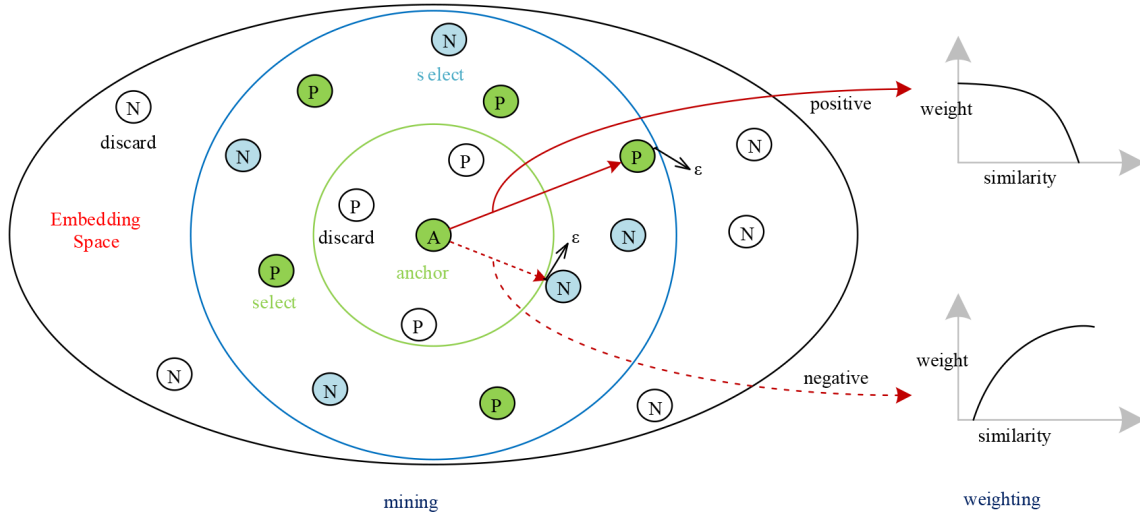 N
s elect
P
P
N
discard
positive
weight
N
P
P
N
ε
similarity
P
Embedding
Space
discard
A
N
N
ε
anchor
P
select
N
P
weight
N
negative
N
P
N
similarity
mining
weighting